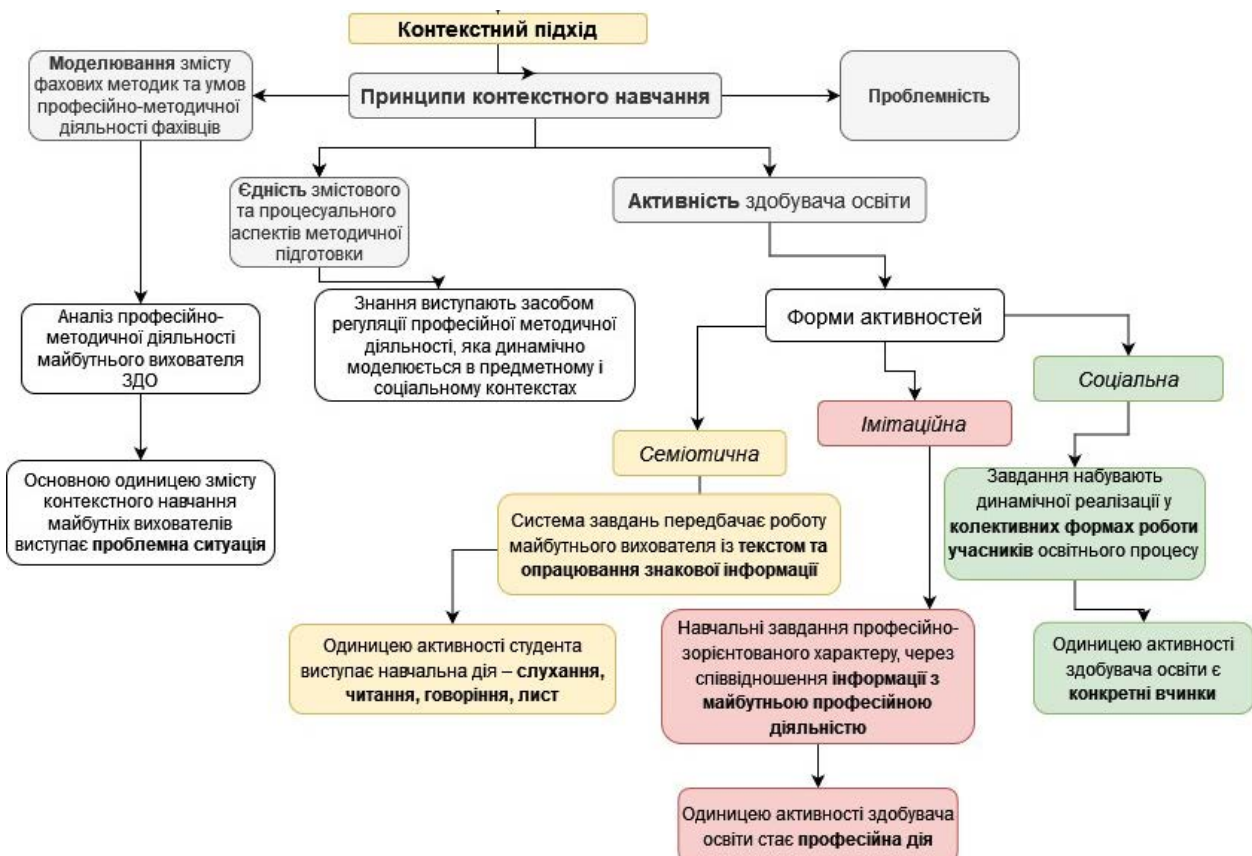 Контекстний підхід
Моделювання змісту
фахових методик та умов
професійно-методичної
діяльності фахівців
Принципи контекстного навчання
Проблемність
Єдність змістового
та процесуального
аспектів методичної
підготовки
Активність здобувача освіти
Аналіз професійно-
методичної діяльності
майбутнього вихователя
ЗДО
Знання виступають засобом
регуляції професійної методичної
діяльності, яка динамічно
моделюється в предметному і
соціальному контекстах
Форми активностей
Соціальна
Імітаційна
Семіотична
Основною одиницею змісту
контекстного навчання
майбутніх вихователів
виступає проблемна ситуація
Система завдань передбачає роботу
майбутнього вихователя із текстом та
опрацювання знакової інформації
Завдання набувають
динамічної реалізації у
колективних формах роботи
учасників освітнього процесу
Одиницею активності студента
виступає навчальна дія – слухання,
читання, говоріння, лист
Навчальні завдання професійно-
зорієнтованого характеру, через
співвідношення інформації з
майбутньою професійною
діяльністю
Одиницею активності
здобувача освіти є
конкретні вчинки
Одиницею активності здобувача
освіти стає професійна дія